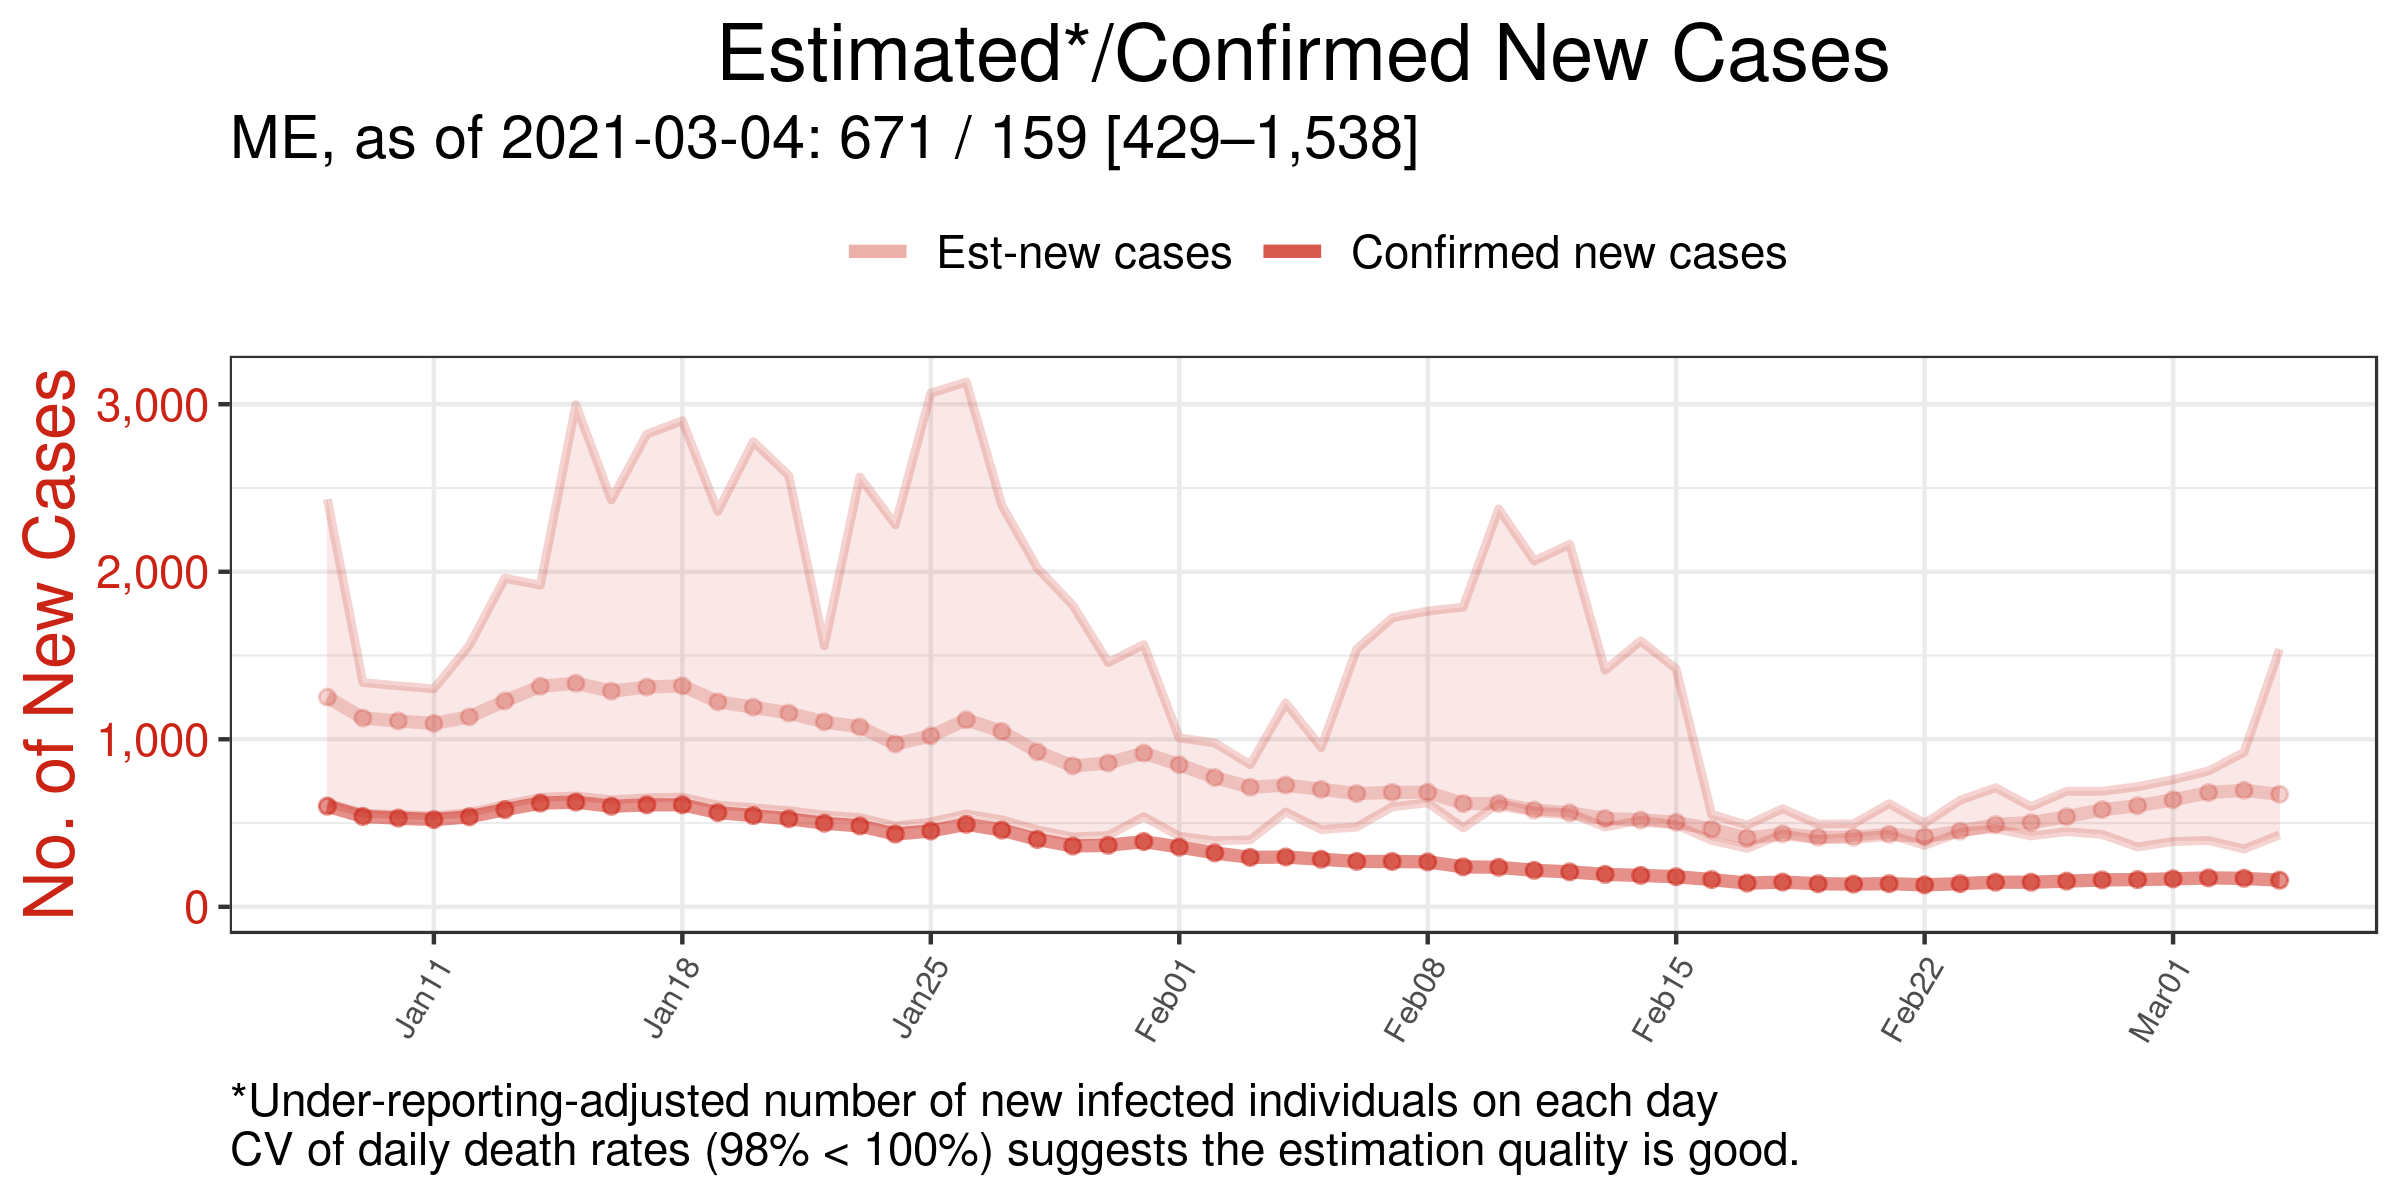 Estimated*/Confirmed New Cases
ME, as of 2021-03-04: 671 / 159 [429–1,538]
Est-new cases Confirmed new cases
No. of New Cases
3,000
2,000
1,000
0
Jan11 Jan18 Jan25 Feb01 Feb08 Feb15 Feb22 Mar01
*Under-reporting-adjusted number of new infected individuals on each day
CV of daily death rates (98% < 100%) suggests the estimation quality is good.